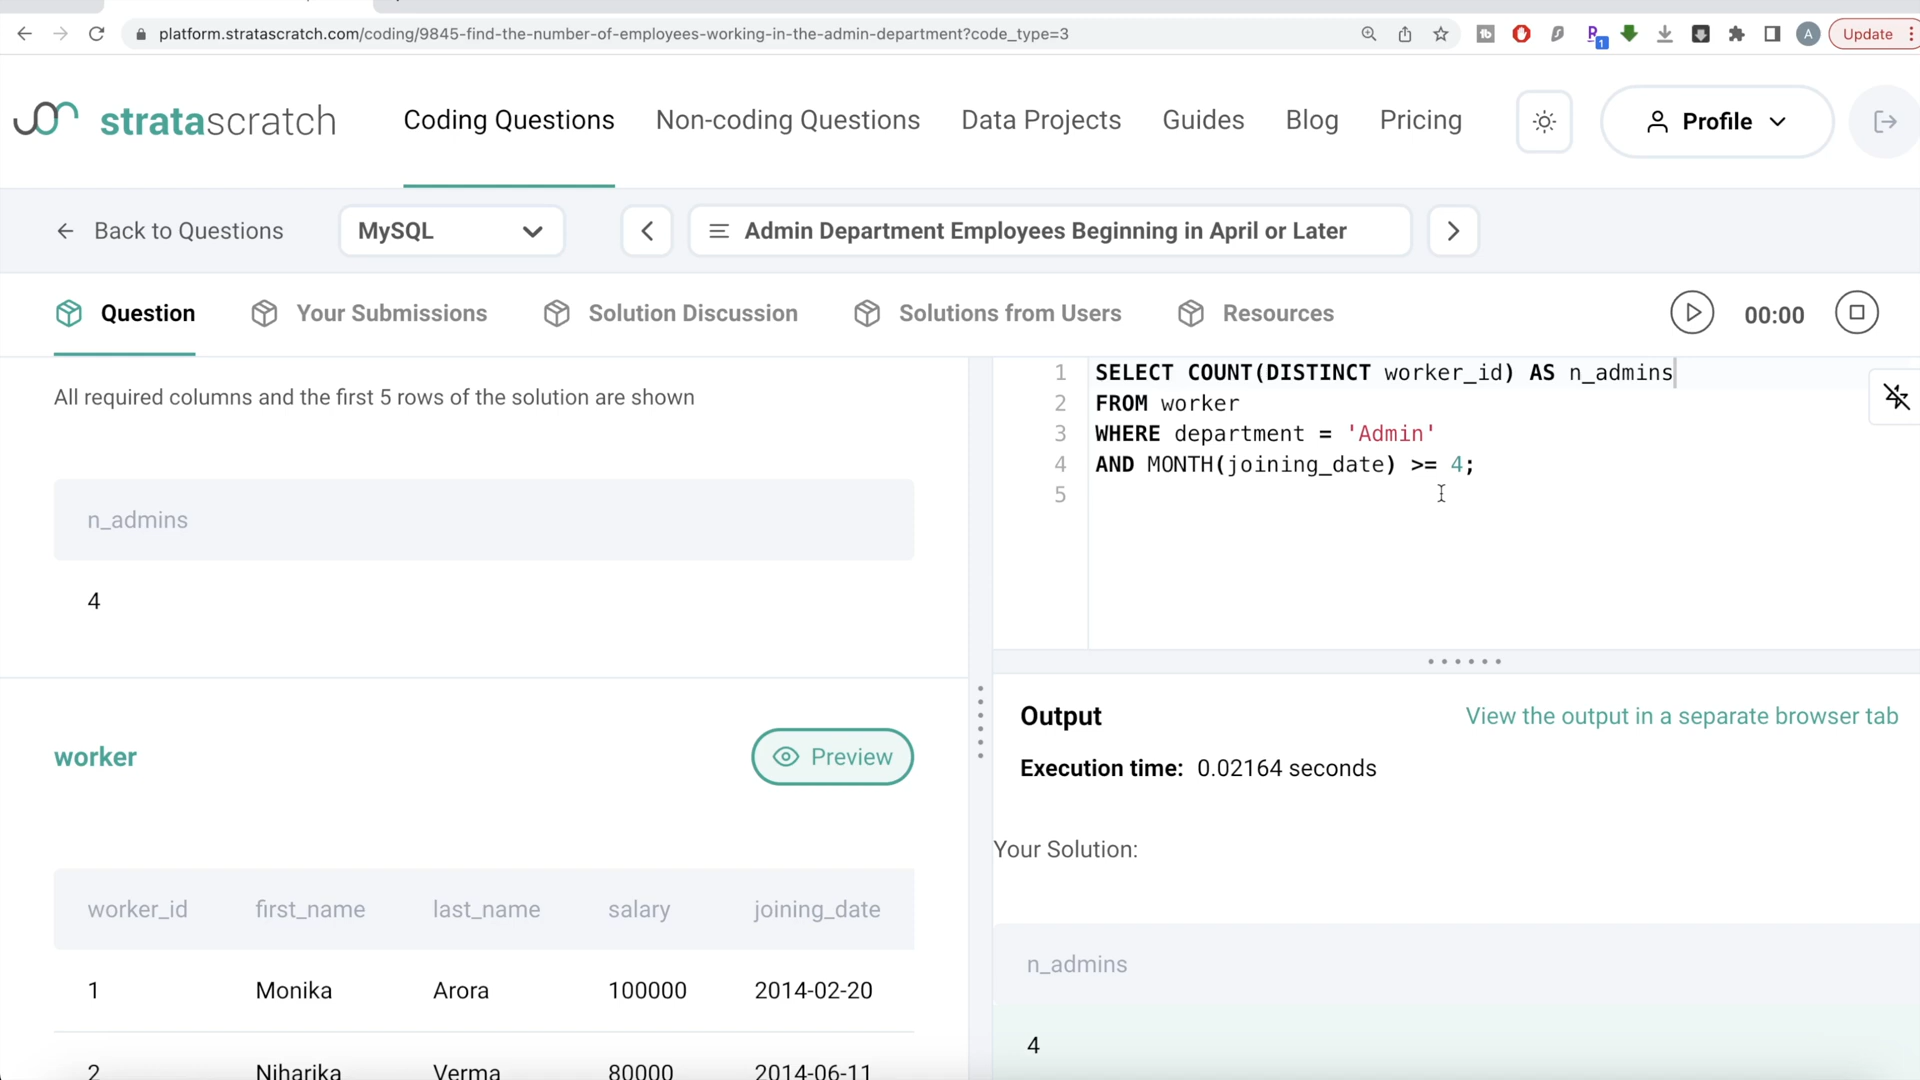 platform.stratascratch.com/coding/9845-find-the-number-of-employees-working-in-the-admin-department?code_type=3
1
A
Update
stratascratch
Coding Questions
Non-coding Questions
Data Projects
Guides
Blog
Pricing
Profile
Back to Questions
MySQL
Admin Department Employees Beginning in April or Later
Question
Your Submissions
Solution Discussion
Solutions from Users
Resources
00:00
All required columns and the first 5 rows of the solution are shown
n_admins
4
worker
Preview
worker_id first_name last_name salary joining_date
1 Monika Arora 100000 2014-02-20
2 Niharika Verma 80000 2014-06-11
1 SELECT COUNT(DISTINCT worker_id) AS n_admins
2 FROM worker
3 WHERE department = 'Admin'
4 AND MONTH(joining_date) >= 4;
5
Output
View the output in a separate browser tab
Execution time: 0.02164 seconds
Your Solution:
n_admins
4